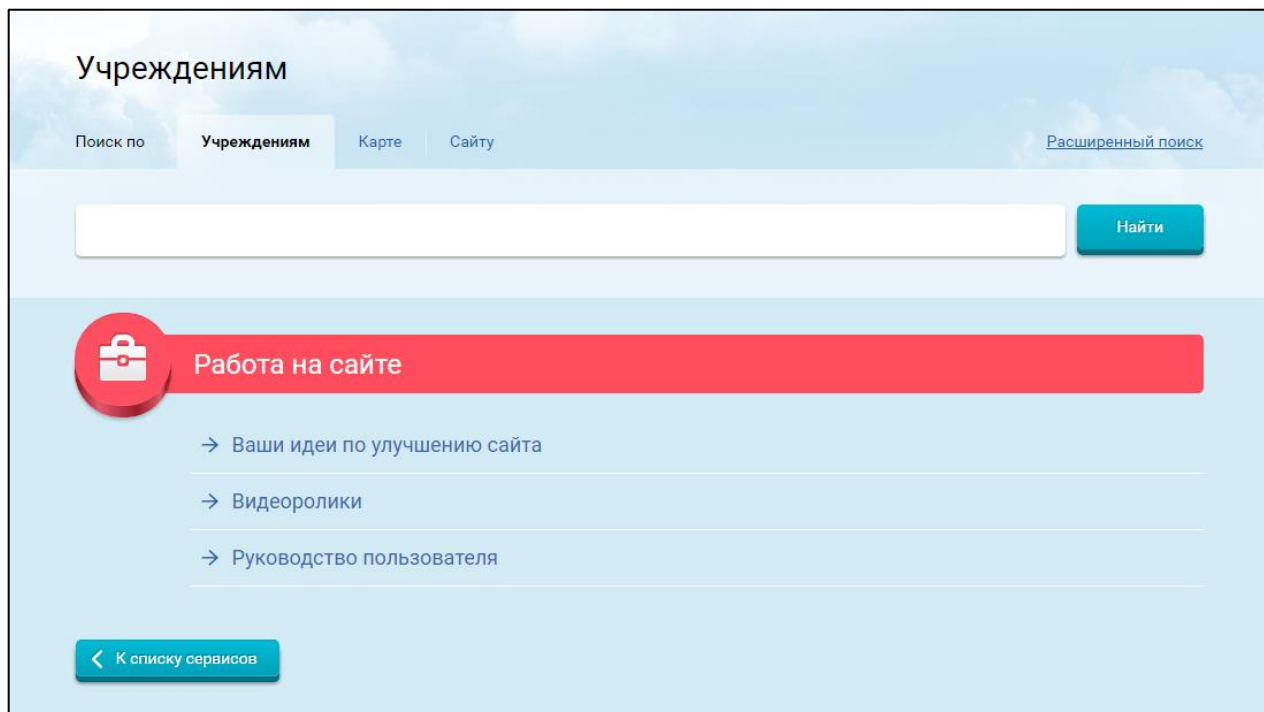 Учреждениям
Поиск по Учреждениям Карте Сайту Расширенный поиск
Найти
Работа на сайте
→ Ваши идеи по улучшению сайта
→ Видеоролики
→ Руководство пользователя
К списку сервисов